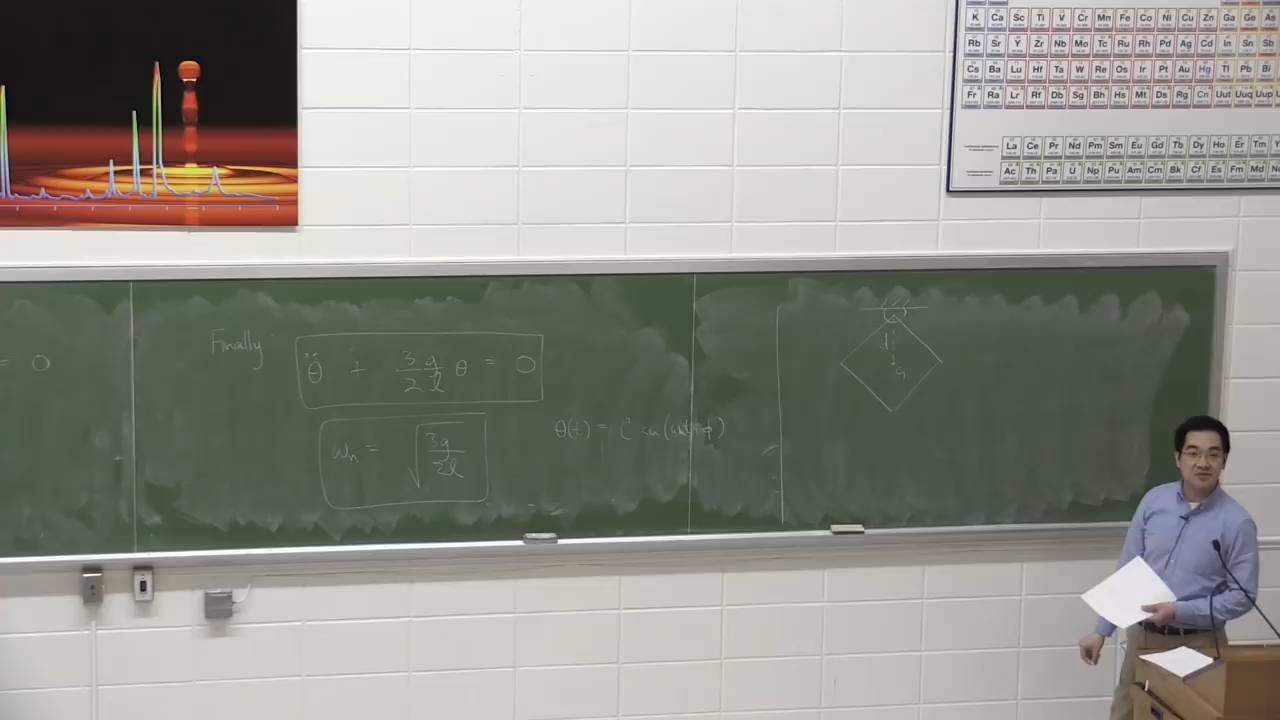 K Ca Sc Ti V Cr Mn Fe Co Ni Cu Zn Ga Ge As
Rb Sr Y Zr Nb Mo Tc Ru Rh Pd Ag Cd In Sn Sb
Cs Ba Lu Hf Ta W Re Os Ir Pt Au Hg Tl Pb Bi
Fr Ra Lr Rf Db Sg Bh Hs Mt Ds Rg Cn Uut Uuq Uup
La Ce Pr Nd Pm Sm Eu Gd Tb Dy Ho Er Tm Y
Ac Th Pa U Np Pu Am Cm Bk Cf Es Fm Md No
= 0
Finally
θ̈ + 3g/2ℓ θ = 0
ωn = √(3g/2ℓ)
θ(t) = C sin(ωnt+φ)
d
G